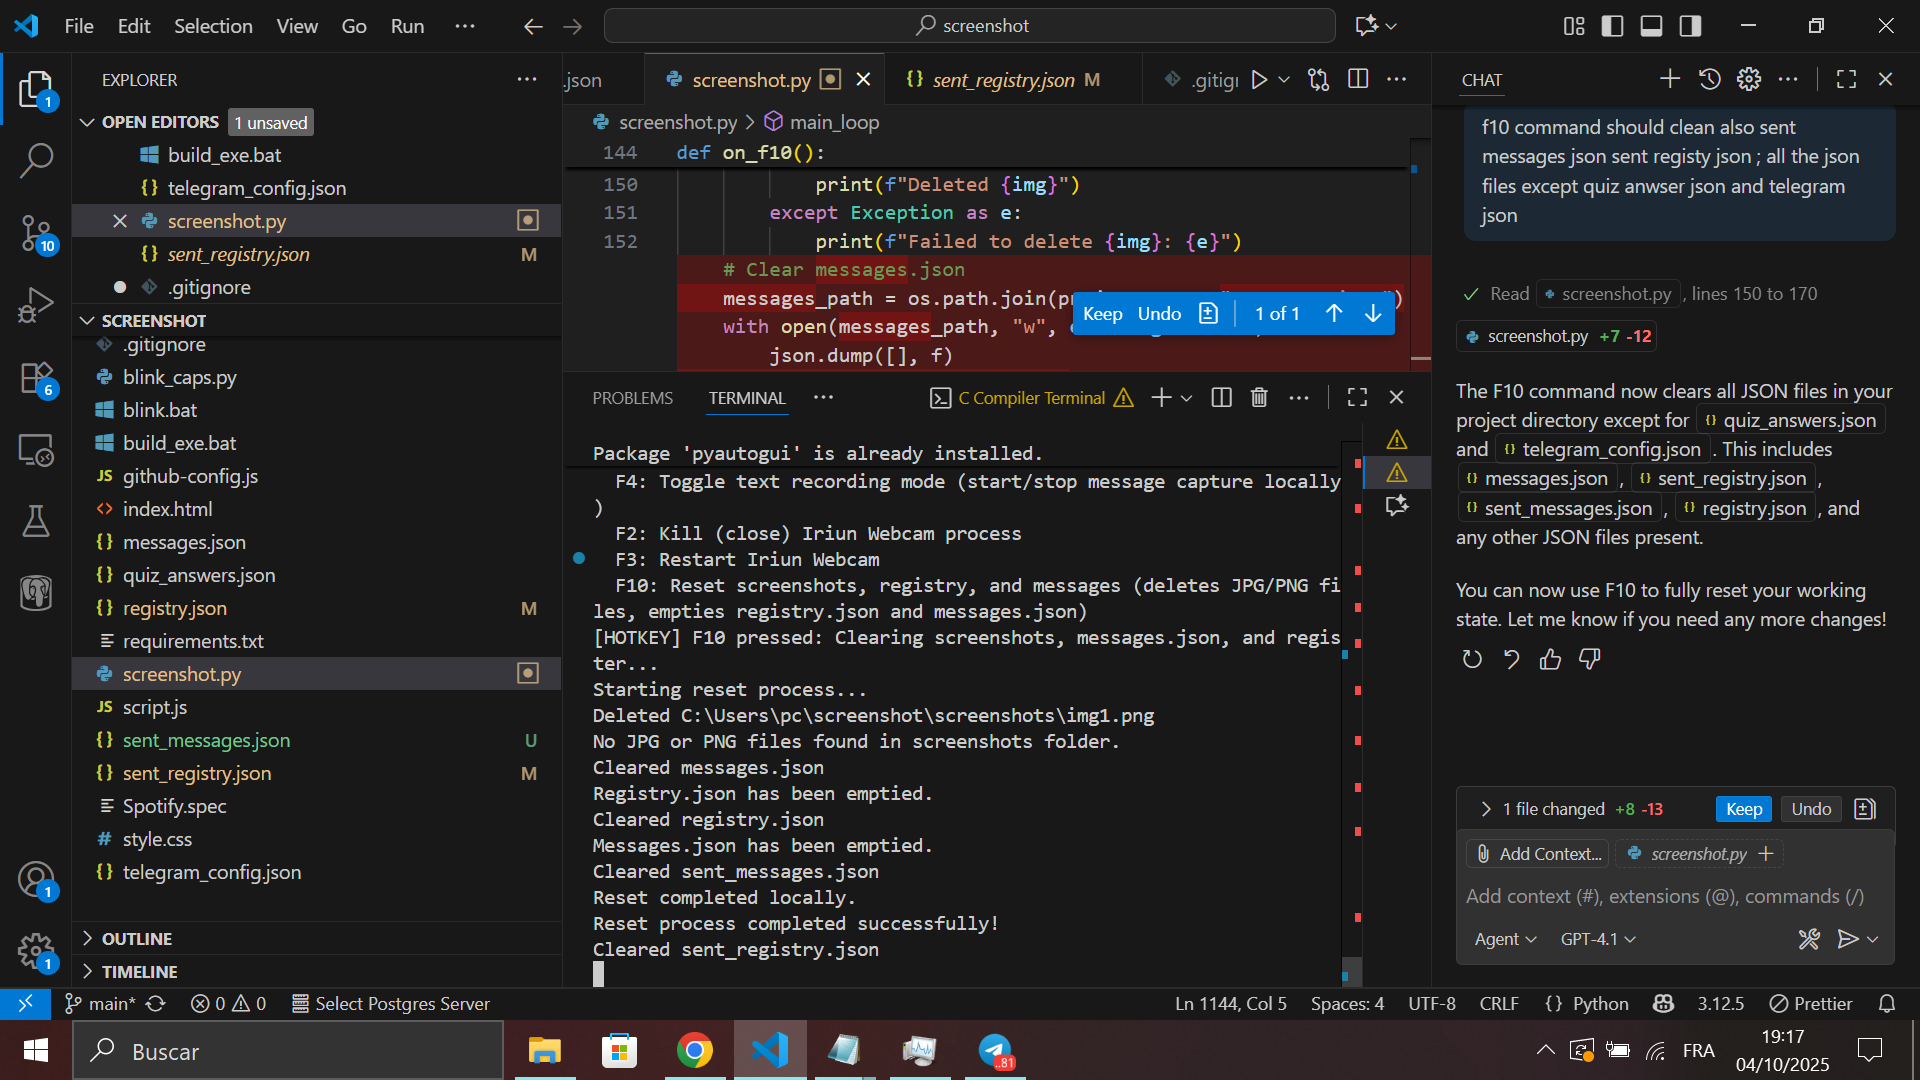 File Edit Selection View Go Run ··· screenshot
EXPLORER
OPEN EDITORS 1 unsaved
build_exe.bat
{} telegram_config.json
screenshot.py
{} sent_registry.json M
.gitignore
SCREENSHOT
.gitignore
blink_caps.py
blink.bat
build_exe.bat
JS github-config.js
<> index.html
{} messages.json
{} quiz_answers.json
{} registry.json M
requirements.txt
screenshot.py
JS script.js
{} sent_messages.json U
{} sent_registry.json M
Spotify.spec
# style.css
{} telegram_config.json
OUTLINE
TIMELINE
1
10
6
1
1
.json screenshot.py {} sent_registry.json M .gitig
screenshot.py > main_loop
144 def on_f10():
150 print(f"Deleted {img}")
151 except Exception as e:
152 print(f"Failed to delete {img}: {e}")
# Clear messages.json
messages_path = os.path.join(
with open(messages_path, "w",
json.dump([], f)
Keep Undo 1 of 1
PROBLEMS TERMINAL ··· C Compiler Terminal
Package 'pyautogui' is already installed.
F4: Toggle text recording mode (start/stop message capture locally
)
F2: Kill (close) Iriun Webcam process
F3: Restart Iriun Webcam
F10: Reset screenshots, registry, and messages (deletes JPG/PNG fi
les, empties registry.json and messages.json)
[HOTKEY] F10 pressed: Clearing screenshots, messages.json, and regis
ter...
Starting reset process...
Deleted C:\Users\pc\screenshot\screenshots\img1.png
No JPG or PNG files found in screenshots folder.
Cleared messages.json
Registry.json has been emptied.
Cleared registry.json
Messages.json has been emptied.
Cleared sent_messages.json
Reset completed locally.
Reset process completed successfully!
Cleared sent_registry.json
CHAT
f10 command should clean also sent
messages json sent registy json ; all the json
files except quiz anwser json and telegram
json
Read screenshot.py , lines 150 to 170
screenshot.py +7 -12
The F10 command now clears all JSON files in your
project directory except for {} quiz_answers.json
and {} telegram_config.json . This includes
{} messages.json , {} sent_registry.json ,
{} sent_messages.json , {} registry.json , and
any other JSON files present.
You can now use F10 to fully reset your working
state. Let me know if you need any more changes!
1 file changed +8 -13 Keep Undo
Add Context... screenshot.py +
Add context (#), extensions (@), commands (/)
Agent GPT-4.1
main* 0 0 Select Postgres Server Ln 1144, Col 5 Spaces: 4 UTF-8 CRLF {} Python 3.12.5 Prettier
Buscar
..81
FRA
19:17
04/10/2025